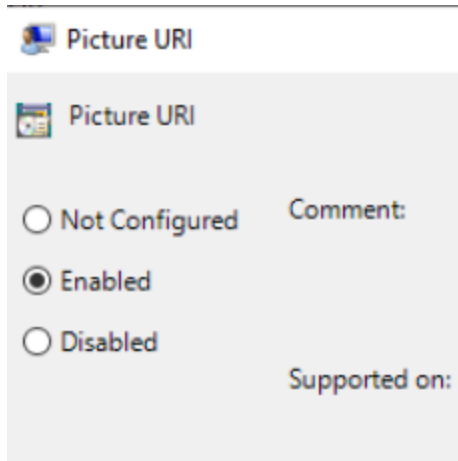 Picture URI
Picture URI
Not Configured
Comment:
Enabled
Disabled
Supported on: